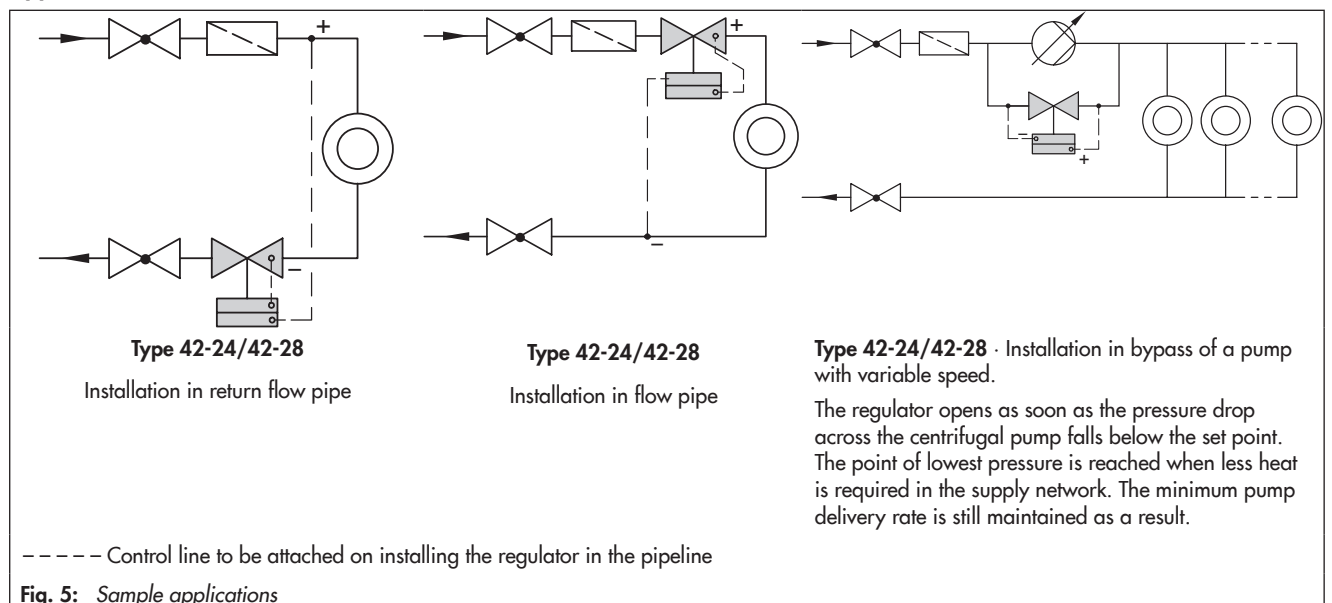 +
–
Type 42-24/42-28
Installation in return flow pipe
+
–
Type 42-24/42-28
Installation in flow pipe
–
+
Type 42-24/42-28 · Installation in bypass of a pump
with variable speed.
The regulator opens as soon as the pressure drop
across the centrifugal pump falls below the set point.
The point of lowest pressure is reached when less heat
is required in the supply network. The minimum pump
delivery rate is still maintained as a result.
– – – – – Control line to be attached on installing the regulator in the pipeline
Fig. 5: Sample applications